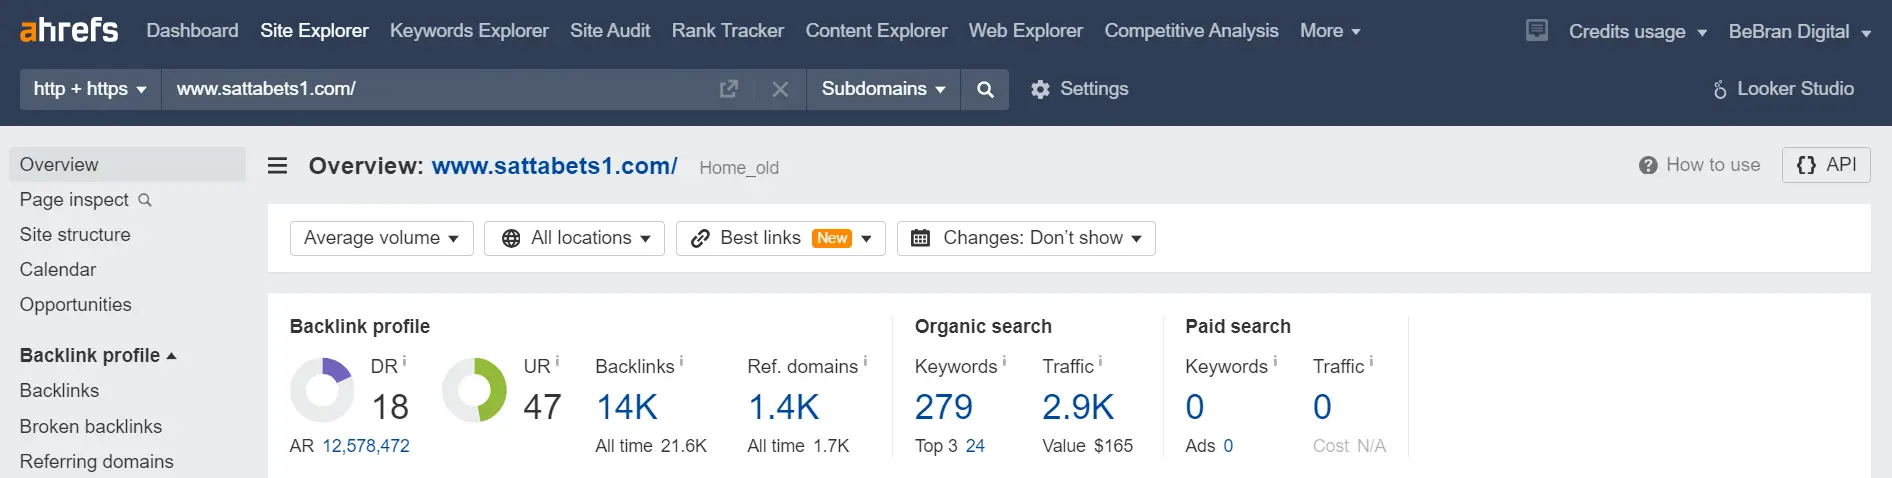 ahrefs Dashboard Site Explorer Keywords Explorer Site Audit Rank Tracker Content Explorer Web Explorer Competitive Analysis More Credits usage BeBran Digital
http + https www.sattabets1.com/ Subdomains Settings Looker Studio
Overview
Page inspect
Site structure
Calendar
Opportunities
Backlink profile
Backlinks
Broken backlinks
Referring domains
Overview: www.sattabets1.com/ Home_old How to use {} API
Average volume All locations Best links New Changes: Don't show
Backlink profile
DR i UR i Backlinks i Ref. domains i
18 47 14K 1.4K
AR 12,578,472 All time 21.6K All time 1.7K
Organic search
Keywords i Traffic i
279 2.9K
Top 3 24 Value $165
Paid search
Keywords i Traffic i
0 0
Ads 0 Cost N/A